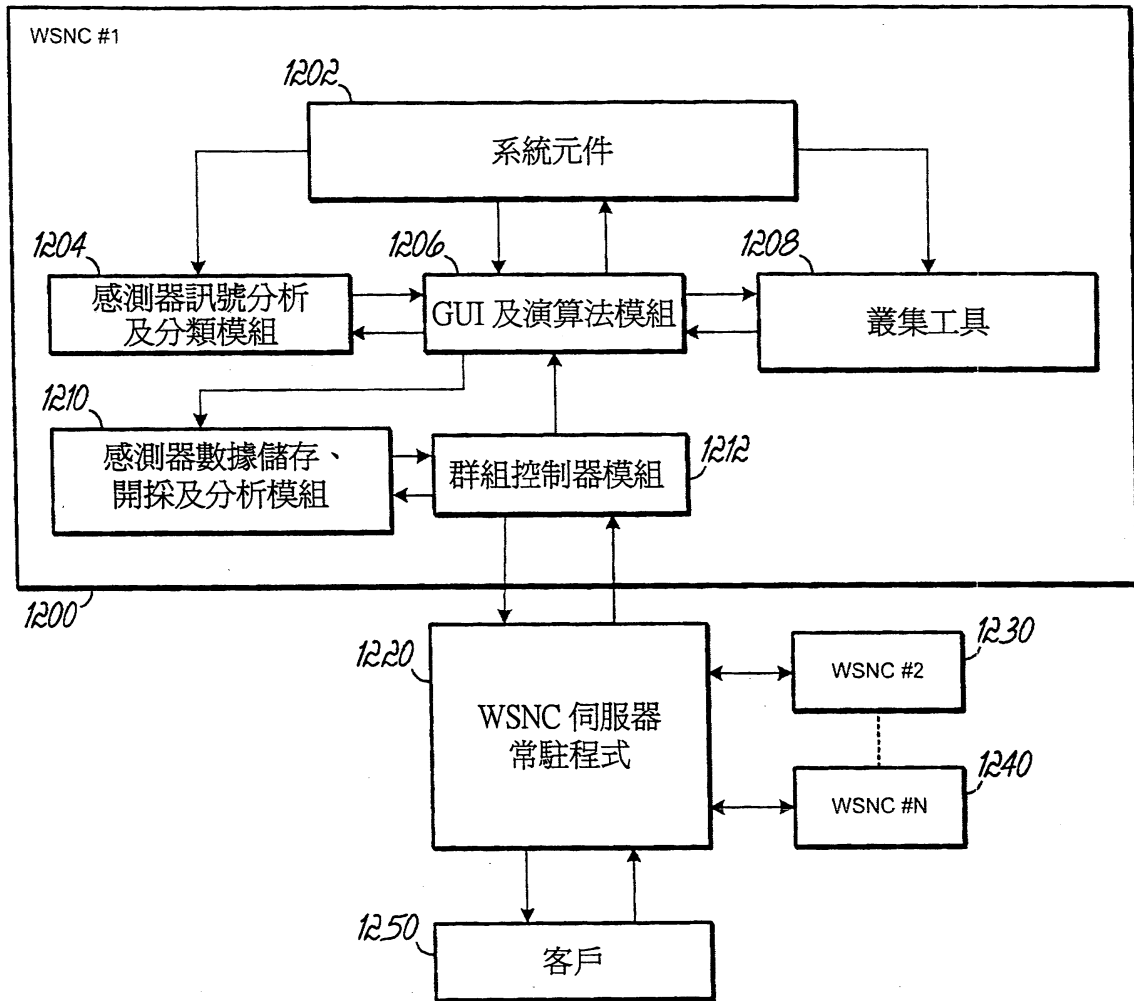 WSNC #1
1202
系統元件
1204
1206
1208
感測器訊號分析
及分類模組
GUI 及演算法模組
叢集工具
1210
感測器數據儲存、
開採及分析模組
群組控制器模組
1212
1200
1220
WSNC 伺服器
常駐程式
1230
WSNC #2
1240
WSNC #N
1250
客戶